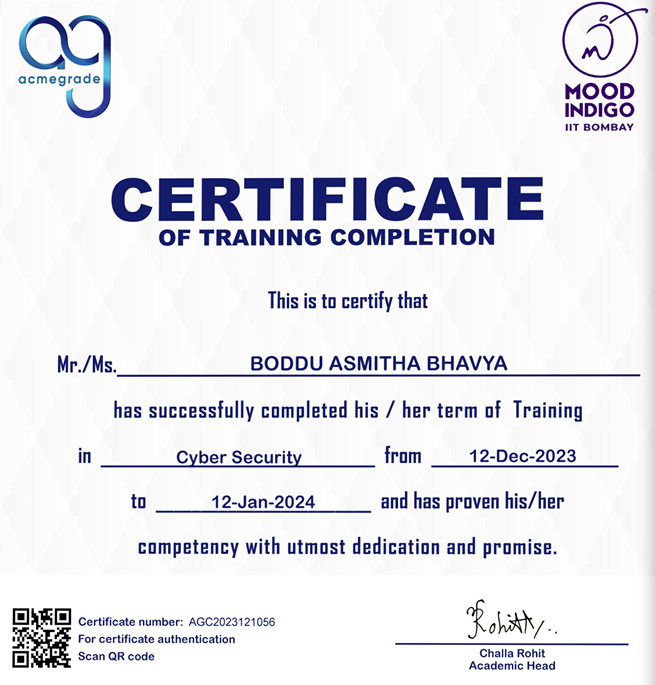 ag
acmegrade
MOOD
INDIGO
IIT BOMBAY
CERTIFICATE
OF TRAINING COMPLETION
This is to certify that
Mr./Ms. BODDU ASMITHA BHAVYA
has successfully completed his / her term of Training
in Cyber Security from 12-Dec-2023
to 12-Jan-2024 and has proven his/her
competency with utmost dedication and promise.
Certificate number: AGC2023121056
For certificate authentication
Scan QR code
Rohit
Challa Rohit
Academic Head